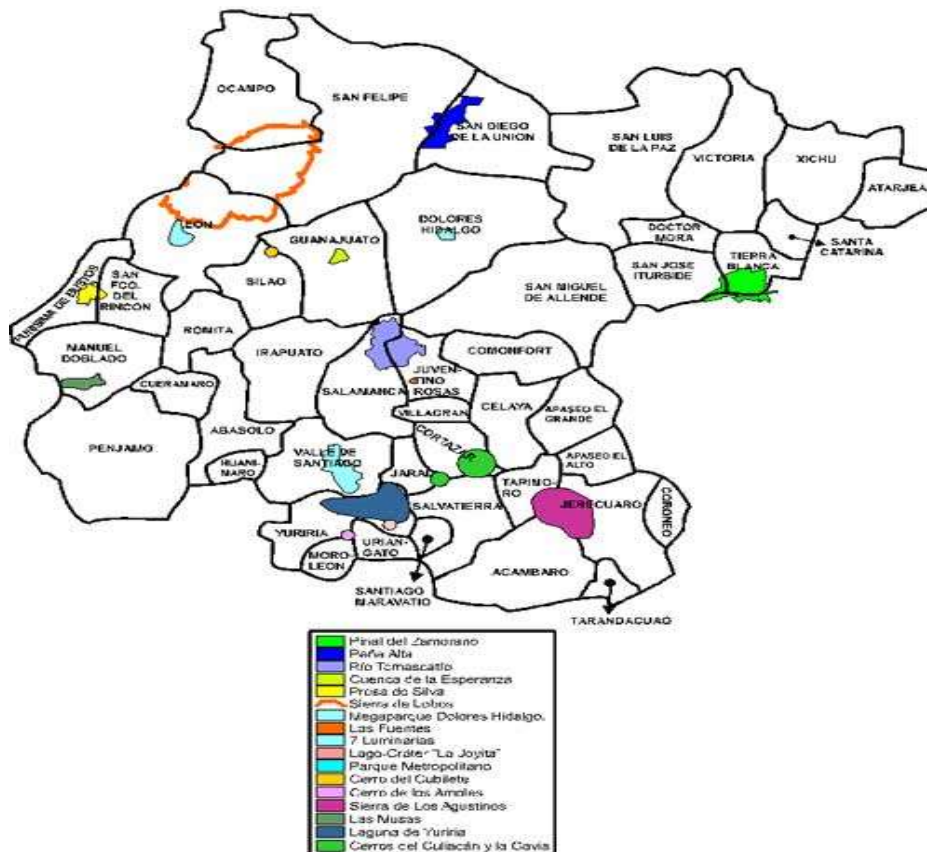 OCAMPO
SAN FELIPE
SAN DIEGO
DE LA UNION
SAN LUIS
DE LA PAZ
VICTORIA
XICHU
ATARJEA
LEON
GUANAJUATO
DOLORES
HIDALGO
DOCTOR
MORA
SANTA
CATARINA
TIERRA
BLANCA
SAN JOSE
ITURBIDE
SILAO
SAN MIGUEL
DE ALLENDE
PURISIMA DE BUSTOS
SAN
FCO.
DEL
RINCON
ROMITA
MANUEL
DOBLADO
IRAPUATO
COMONFORT
CUERAMARO
SALAMANCA
JUVEN-
TINO
ROSAS
VILLAGRAN
CELAYA
APASEO EL
GRANDE
ABASOLO
CORTAZAR
PENJAMO
HUANI-
MARO
VALLE DE
SANTIAGO
JARAL
APASEO EL
ALTO
TARIMO-
RO
JERECUARO
CORONEO
SALVATIERRA
YURIRIA
URIAN-
GATO
MORO-
LEON
ACAMBARO
SANTIAGO
MARAVATIO
TARANDACUAO
Pinal del Zamorano
Peña Alta
Río Temascatío
Cuenca de la Esperanza
Presa de Silva
Sierra de Lobos
Megaparque Dolores Hidalgo.
Las Fuentes
7 Luminarias
Lago-Cráter "La Joyita"
Parque Metropolitano
Cerro del Cubilete
Cerro de los Amoles
Sierra de Los Agustinos
Las Musas
Laguna de Yuriria
Cerros del Culiacán y la Gavia